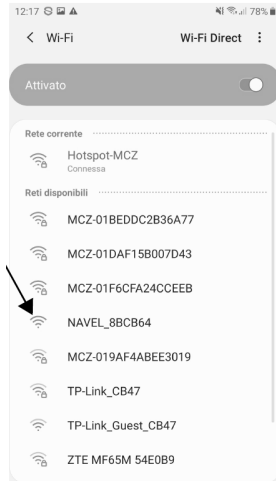 12:17 78%
Wi-Fi Wi-Fi Direct
Attivato
Rete corrente
Hotspot-MCZ
Connessa
Reti disponibili
MCZ-01BEDDC2B36A77
MCZ-01DAF15B007D43
MCZ-01F6CFA24CCEEB
NAVEL_8BCB64
MCZ-019AF4ABEE3019
TP-Link_CB47
TP-Link_Guest_CB47
ZTE MF65M 54E0B9